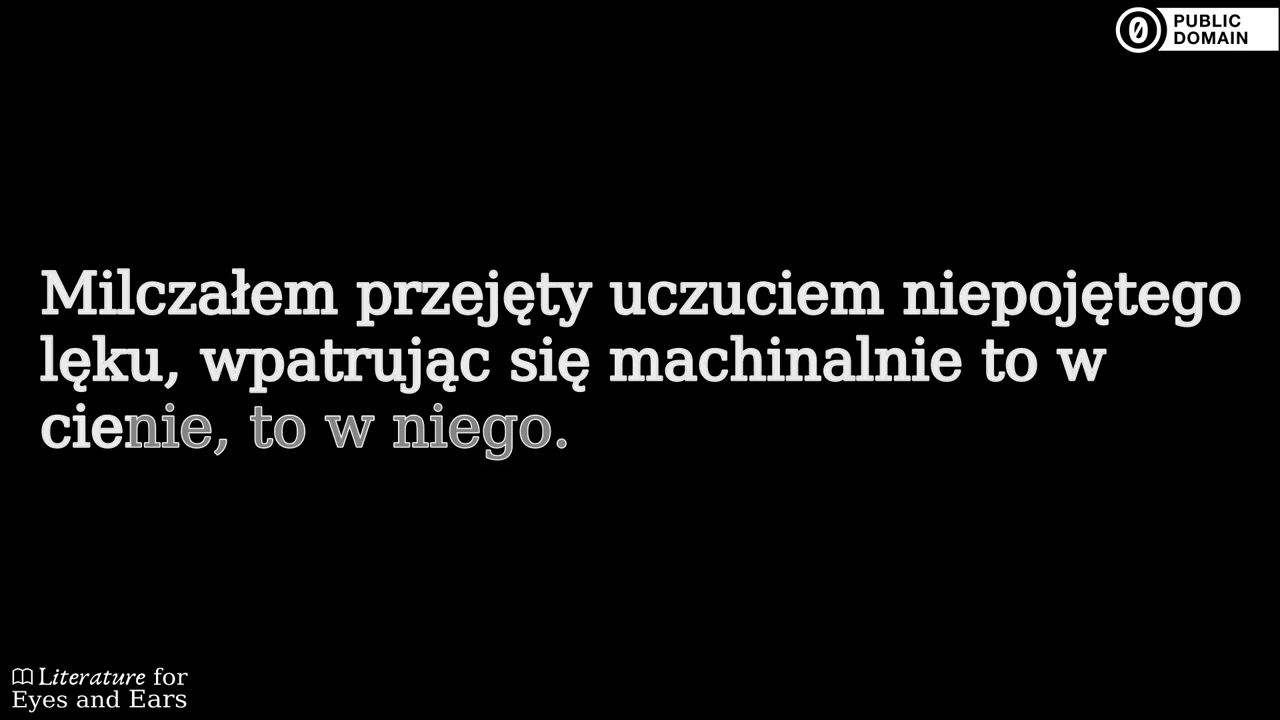 PUBLIC
DOMAIN
Milczałem przejęty uczuciem niepojętego
lęku, wpatrując się machinalnie to w
cienie, to w niego.
Literature for
Eyes and Ears